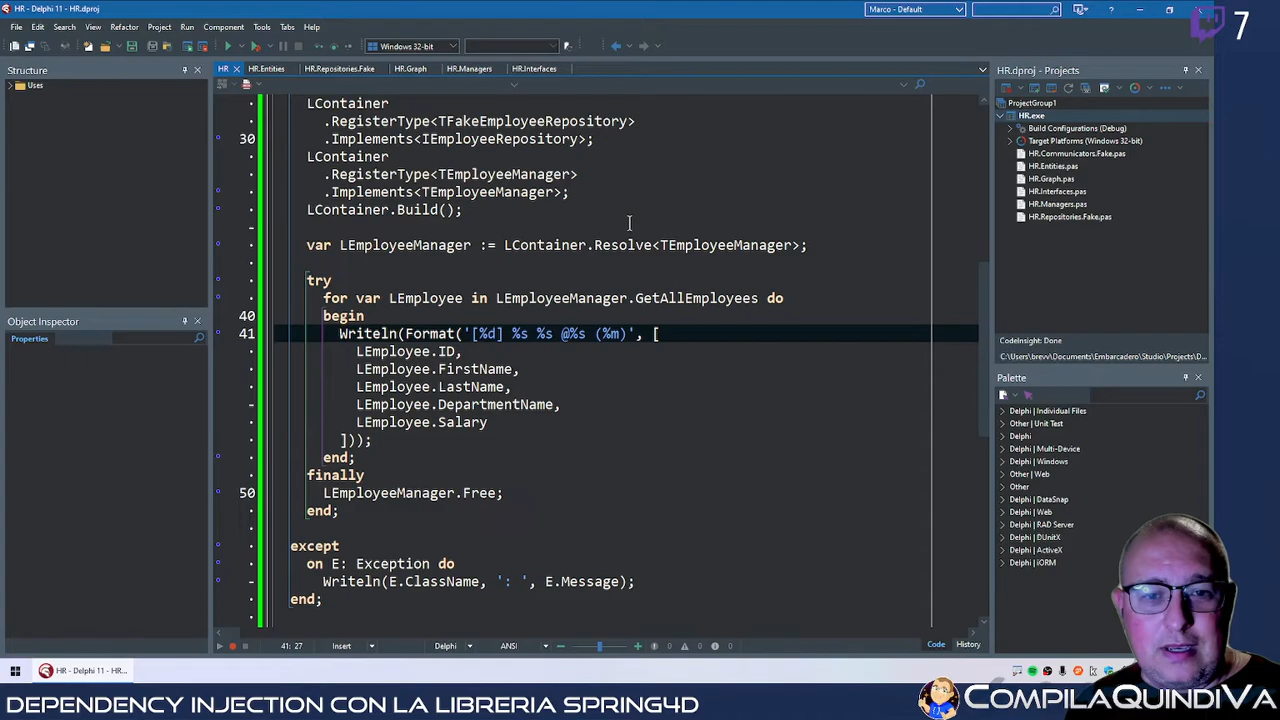 HR - Delphi 11 - HR.dproj
Marco - Default
7
File Edit Search View Refactor Project Run Component Tools Tabs Help
Windows 32-bit
Structure
Uses
HR HR.Entities HR.Repositories.Fake HR.Graph HR.Managers HR.Interfaces
LContainer
.RegisterType<TFakeEmployeeRepository>
30 .Implements<IEmployeeRepository>;
LContainer
.RegisterType<TEmployeeManager>
.Implements<TEmployeeManager>;
LContainer.Build();
var LEmployeeManager := LContainer.Resolve<TEmployeeManager>;
try
for var LEmployee in LEmployeeManager.GetAllEmployees do
40 begin
41 Writeln(Format('[%d] %s %s @%s (%m)', [
LEmployee.ID,
LEmployee.FirstName,
LEmployee.LastName,
LEmployee.DepartmentName,
LEmployee.Salary
]));
end;
finally
50 LEmployeeManager.Free;
end;
except
on E: Exception do
Writeln(E.ClassName, ': ', E.Message);
end;
41: 27 Insert Delphi ANSI 0 0 0 Code History
Object Inspector
Properties
HR.dproj - Projects
ProjectGroup1
HR.exe
Build Configurations (Debug)
Target Platforms (Windows 32-bit)
HR.Communicators.Fake.pas
HR.Entities.pas
HR.Graph.pas
HR.Interfaces.pas
HR.Managers.pas
HR.Repositories.Fake.pas
CodeInsight: Done
C:\Users\brevv\Documents\Embarcadero\Studio\Projects\D...
Palette
Delphi | Individual Files
Other | Unit Test
Delphi
Delphi | Multi-Device
Delphi | Windows
Other | Web
Other
Delphi | DataSnap
Delphi | Web
Delphi | RAD Server
Delphi | DUnitX
Delphi | ActiveX
Delphi | iORM
HR - Delphi 11 - HR...
DEPENDENCY INJECTION CON LA LIBRERIA SPRING4D
COMPILAQUINDIVA